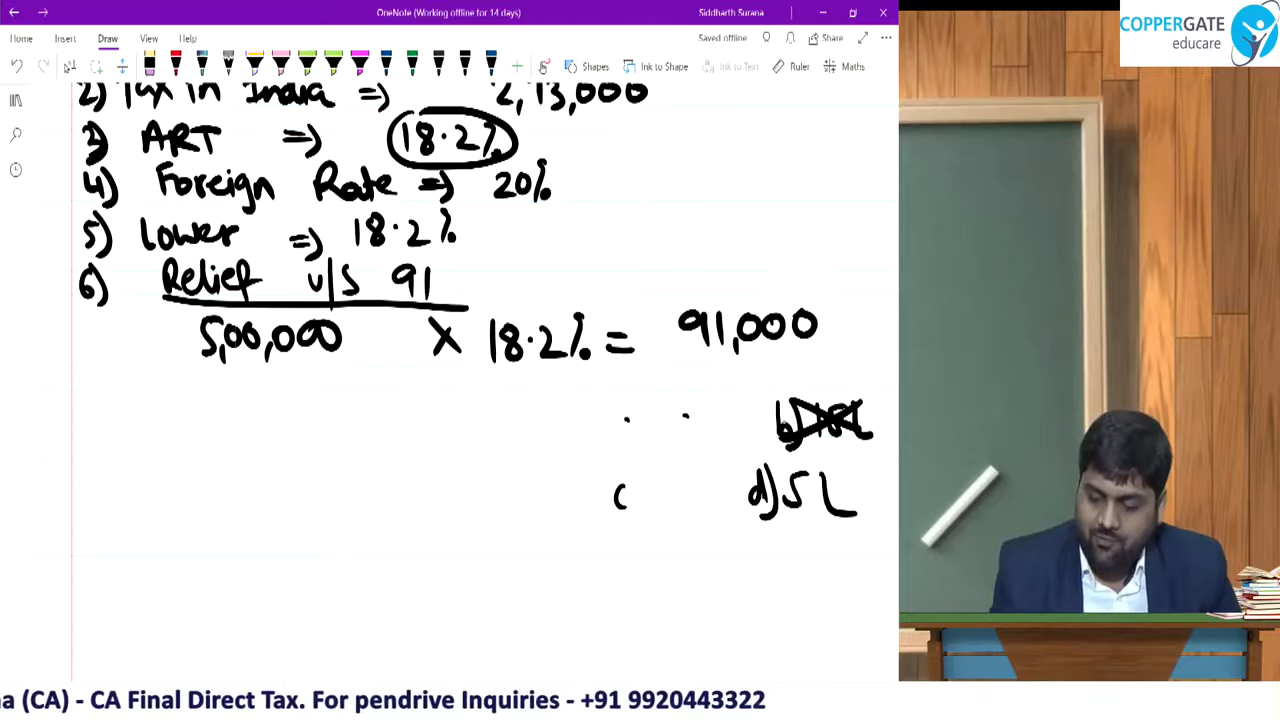 OneNote (Working offline for 14 days)
Siddharth Surana
COPPERGATE
educare
Home Insert Draw View Help
Saved offline
Share
Shapes
Ink to Shape
Ink to Text
Ruler
Maths
2) Tax in India => 2,13,000
3) ART => 18.2%
4) Foreign Rate => 20%
5) Lower => 18.2%
6) Relief u/s 91
5,00,000 X 18.2% = 91,000
b)
d) 5 L
a (CA) - CA Final Direct Tax. For pendrive Inquiries - +91 9920443322